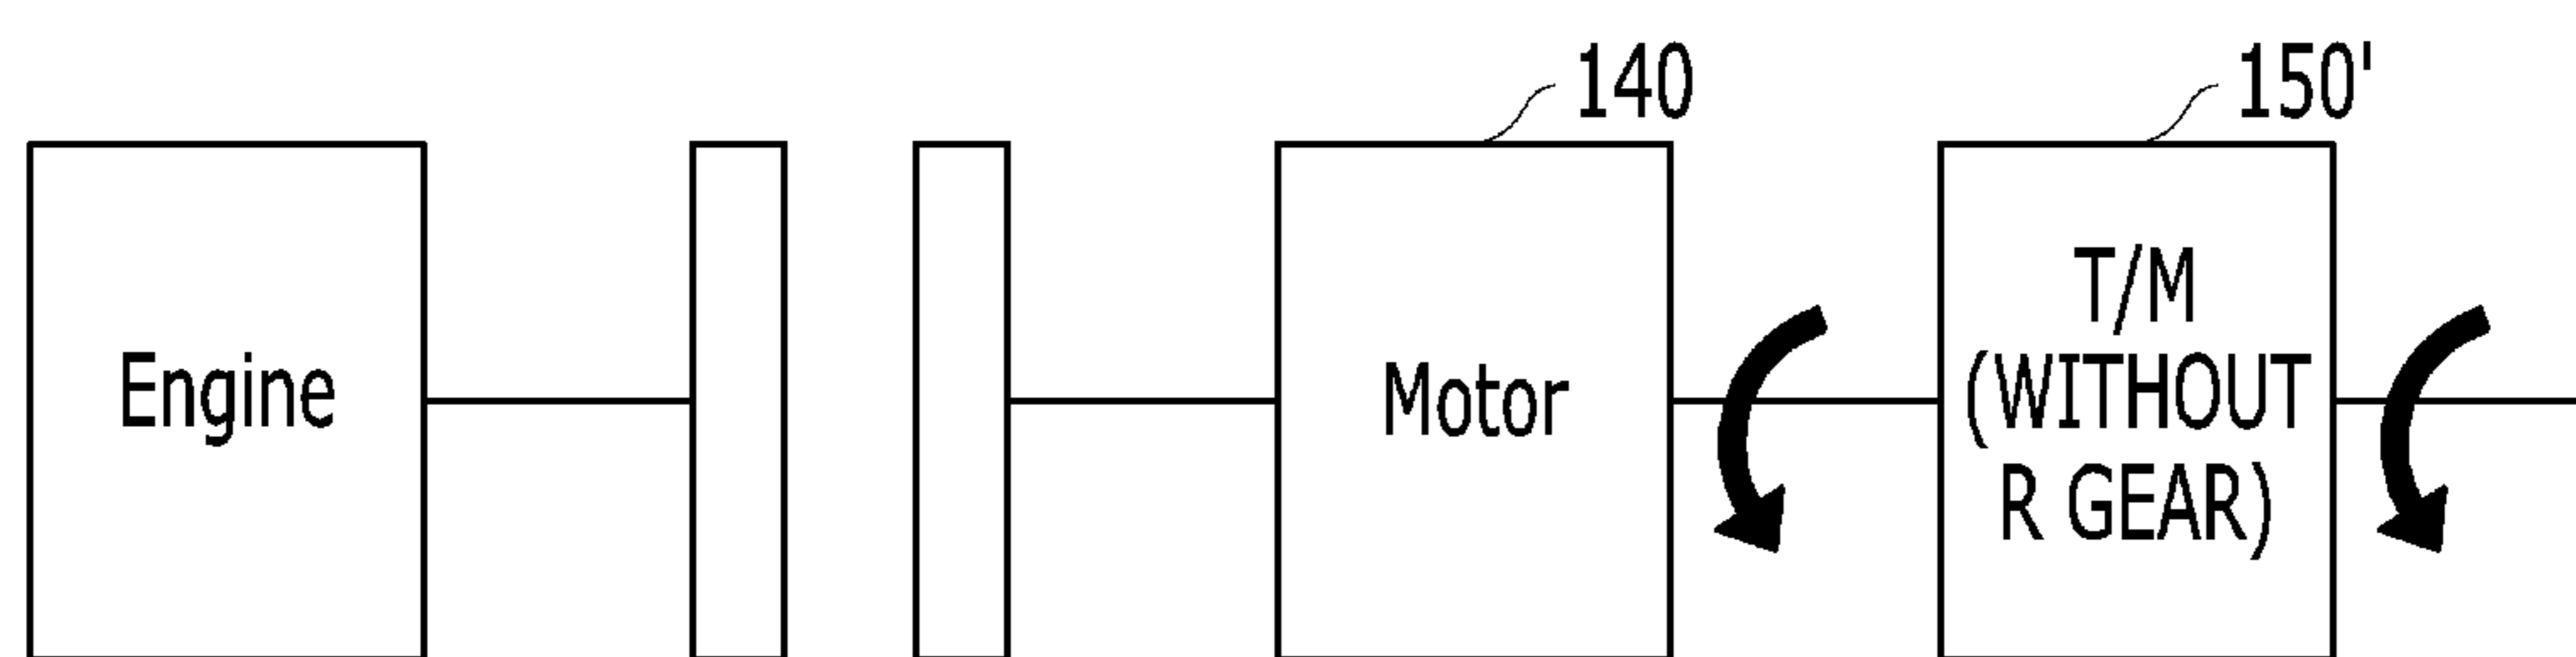 140
150'
Engine
Motor
T/M
(WITHOUT
R GEAR)